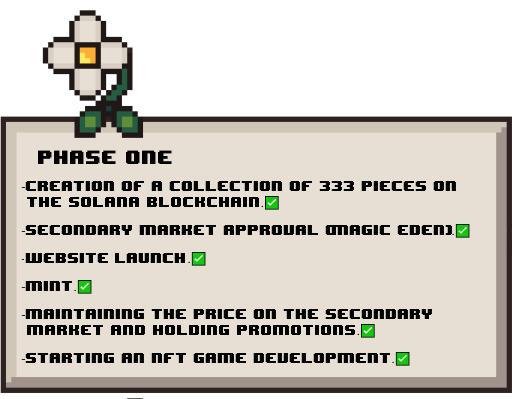 PHASE ONE
-CREATION OF A COLLECTION OF 333 PIECES ON
THE SOLANA BLOCKCHAIN.✅
-SECONDARY MARKET APPROVAL (MAGIC EDEN).✅
-WEBSITE LAUNCH.✅
-MINT.✅
-MAINTAINING THE PRICE ON THE SECONDARY
MARKET AND HOLDING PROMOTIONS.✅
-STARTING AN NFT GAME DEVELOPMENT.✅